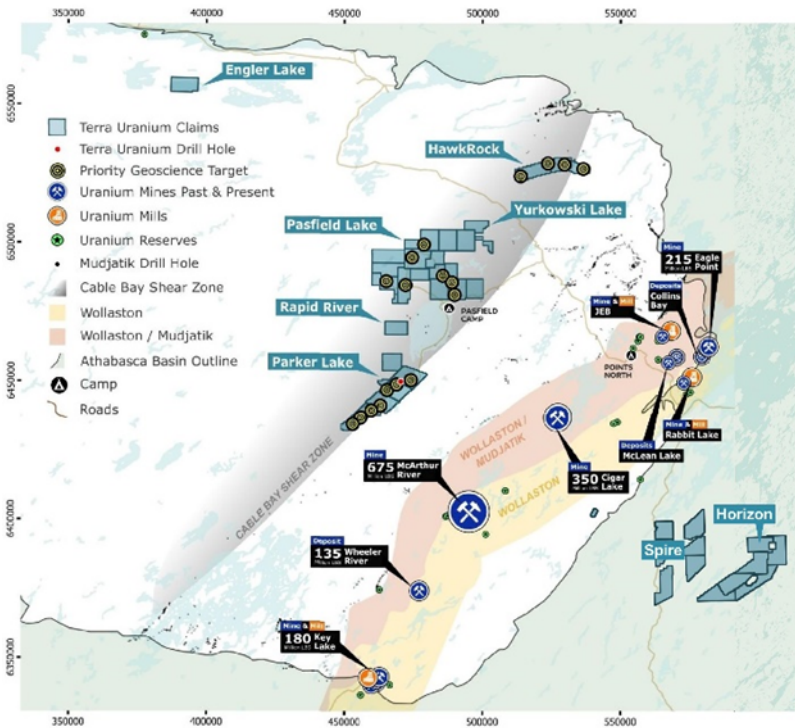 350000
400000
450000
500000
550000
6550000
6500000
6450000
6400000
6350000
Engler Lake
Terra Uranium Claims
Terra Uranium Drill Hole
Priority Geoscience Target
Uranium Mines Past & Present
Uranium Mills
Uranium Reserves
Mudjatik Drill Hole
Cable Bay Shear Zone
Wollaston
Wollaston / Mudjatik
Athabasca Basin Outline
Camp
Roads
HawkRock
Yurkowski Lake
Pasfield Lake
Rapid River
PASFIELD
CAMP
Parker Lake
Mine
215 Eagle
Point
Deposits
Collins
Bay
Mine & Mill
JEB
POINTS
NORTH
Mine & Mill
Rabbit Lake
Deposits
McLean Lake
WOLLASTON /
MUDJATIK
WOLLASTON
CABLE BAY SHEAR ZONE
Mine
675 McArthur
River
Mine
350 Cigar
Lake
Deposit
135 Wheeler
River
Mine & Mill
180 Key
Million LBS
Lake
Horizon
Spire
350000
400000
450000
500000
550000